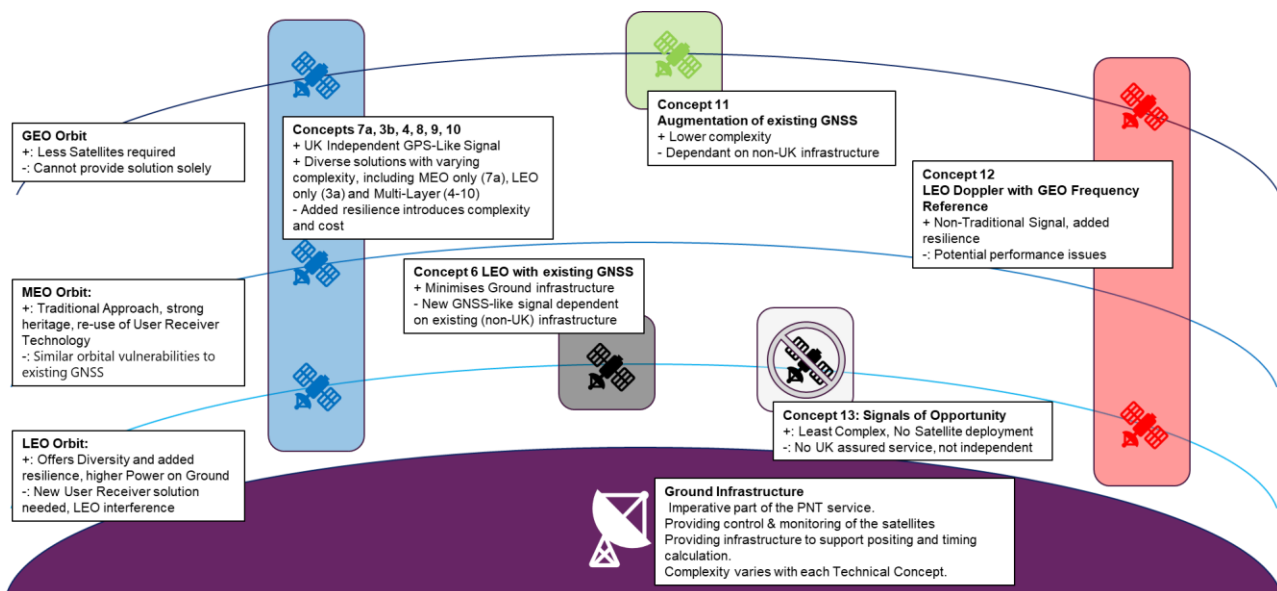 GEO Orbit
+: Less Satellites required
-: Cannot provide solution solely
Concepts 7a, 3b, 4, 8, 9, 10
+ UK Independent GPS-Like Signal
+ Diverse solutions with varying
complexity, including MEO only (7a), LEO
only (3a) and Multi-Layer (4-10)
- Added resilience introduces complexity
and cost
Concept 11
Augmentation of existing GNSS
+ Lower complexity
- Dependant on non-UK infrastructure
Concept 12
LEO Doppler with GEO Frequency
Reference
+ Non-Traditional Signal, added
resilience
-: Potential performance issues
MEO Orbit:
+: Traditional Approach, strong
heritage, re-use of User Receiver
Technology
-: Similar orbital vulnerabilities to
existing GNSS
Concept 6 LEO with existing GNSS
+ Minimises Ground infrastructure
- New GNSS-like signal dependent
on existing (non-UK) infrastructure
Concept 13: Signals of Opportunity
+: Least Complex, No Satellite deployment
-: No UK assured service, not independent
LEO Orbit:
+: Offers Diversity and added
resilience, higher Power on Ground
-: New User Receiver solution
needed, LEO interference
Ground Infrastructure
Imperative part of the PNT service.
Providing control & monitoring of the satellites
Providing infrastructure to support positing and timing
calculation.
Complexity varies with each Technical Concept.